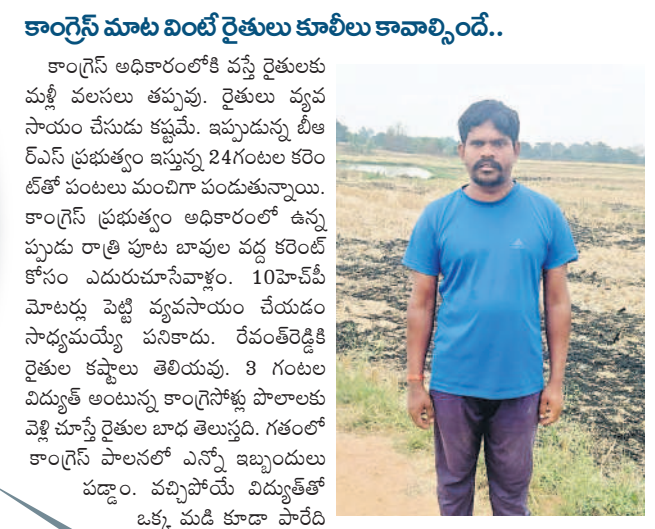 కాంగ్రెస్ మాట వింటే రైతులు కూలీలు కావాల్సిందే..
కాంగ్రెస్ అధికారంలోకి వస్తే రైతులకు
మళ్లీ వలసలు తప్పవు. రైతులు వ్యవ
సాయం చేసుడు కష్టమే. ఇప్పుడున్న బీఆ
ర్ఎస్ ప్రభుత్వం ఇస్తున్న 24గంటల కరెం
ట్‌తో పంటలు మంచిగా పండుతున్నాయి.
కాంగ్రెస్ ప్రభుత్వం అధికారంలో ఉన్న
ప్పుడు రాత్రి పూట బావుల వద్ద కరెంట్
కోసం ఎదురుచూసేవాళ్లం. 10హెచ్‌పీ
మోటర్లు పెట్టి వ్యవసాయం చేయడం
సాధ్యమయ్యే పనికాదు. రేవంత్‌రెడ్డికి
రైతుల కష్టాలు తెలియవు. 3 గంటల
విద్యుత్ అంటున్న కాంగ్రెసోళ్లు పొలాలకు
వెళ్లి చూస్తే రైతుల బాధ తెలుస్తది. గతంలో
కాంగ్రెస్ పాలనలో ఎన్నో ఇబ్బందులు
పడ్డాం. వచ్చిపోయే విద్యుత్‌తో
ఒక్క మడి కూడా పారేది